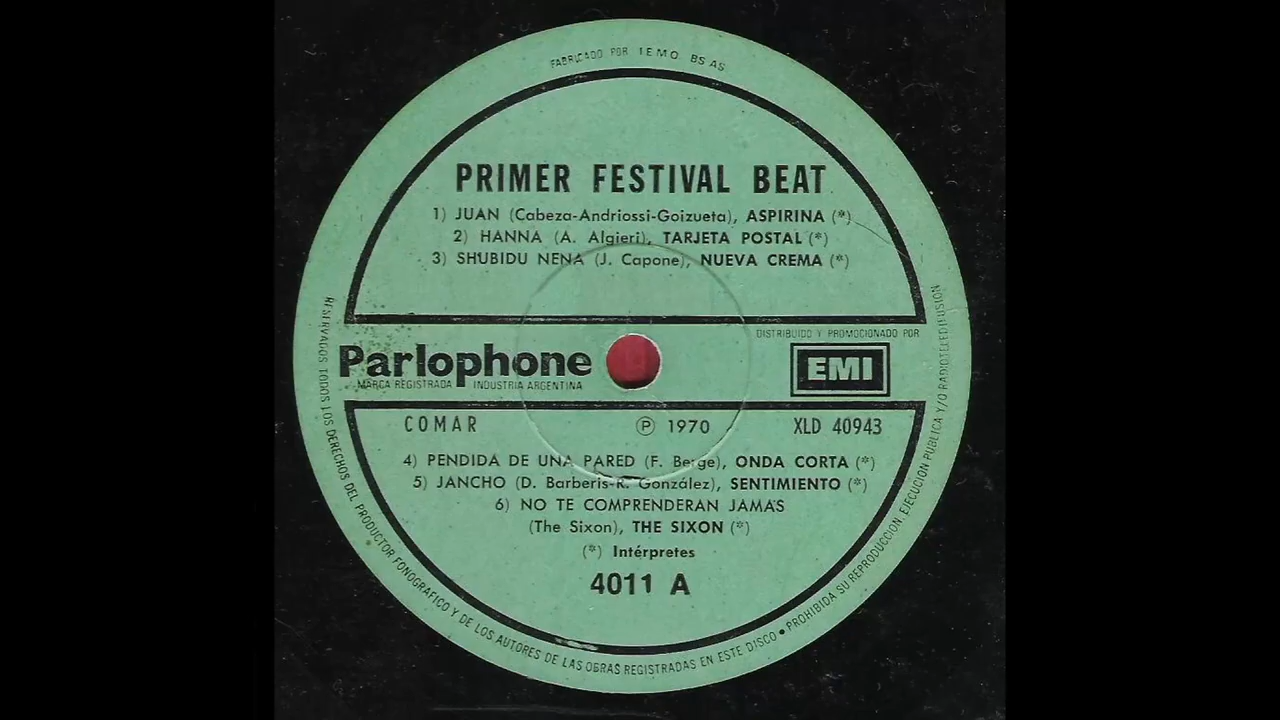 FABRICADO POR I.E.M.O. BS AS
PRIMER FESTIVAL BEAT
1) JUAN (Cabeza-Andriossi-Goizueta), ASPIRINA (*)
2) HANNA (A. Algieri), TARJETA POSTAL (*)
3) SHUBIDU NENA (J. Capone), NUEVA CREMA (*)
DISTRIBUIDO Y PROMOCIONADO POR
Parlophone
EMI
MARCA REGISTRADA INDUSTRIA ARGENTINA
COMAR ℗ 1970 XLD 40943
4) PENDIDA DE UNA PARED (F. Berge), ONDA CORTA (*)
5) JANCHO (D. Barberis-R. González), SENTIMIENTO (*)
6) NO TE COMPRENDERAN JAMAS
(The Sixon), THE SIXON (*)
(*) Intérpretes
4011 A
RESERVADOS TODOS LOS DERECHOS DEL PRODUCTOR FONOGRAFICO Y DE LOS AUTORES DE LAS OBRAS REGISTRADAS EN ESTE DISCO • PROHIBIDA SU REPRODUCCION, EJECUCION PUBLICA Y/O RADIOTELEDIFUSION